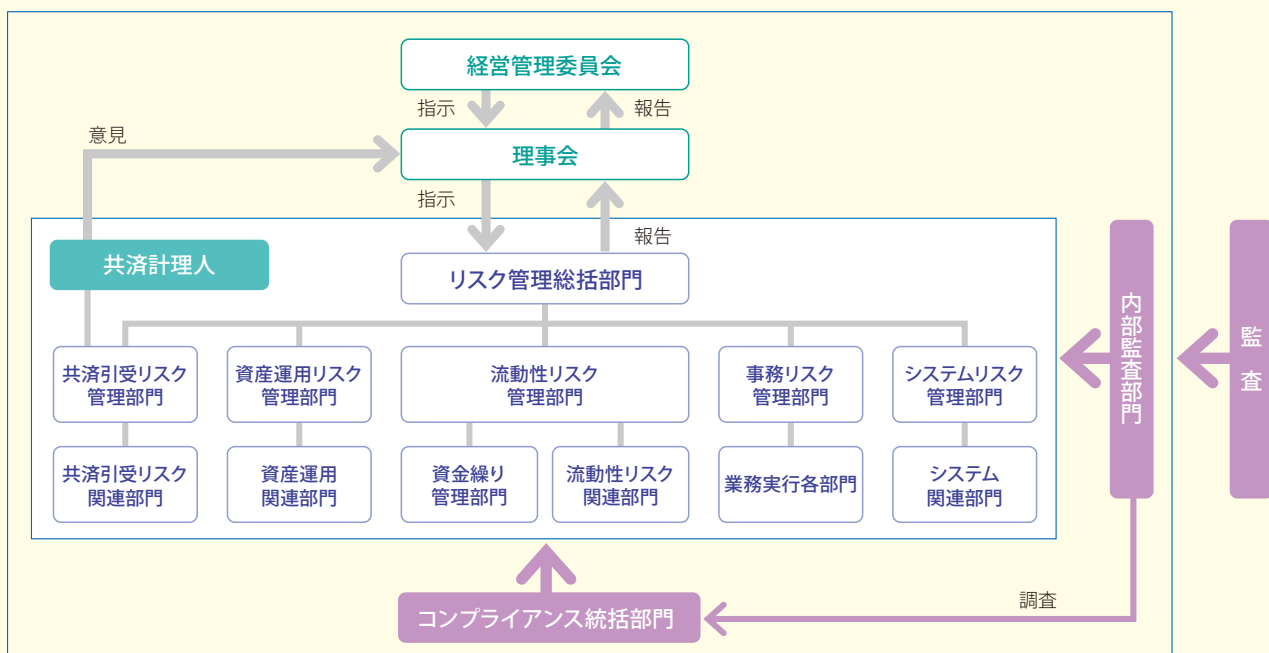 経営管理委員会
指示
報告
意見
理事会
指示
報告
共済計理人
リスク管理総括部門
共済引受リスク
管理部門
資産運用リスク
管理部門
流動性リスク
管理部門
事務リスク
管理部門
システムリスク
管理部門
共済引受リスク
関連部門
資産運用
関連部門
資金繰り
管理部門
流動性リスク
関連部門
業務実行各部門
システム
関連部門
内部監査部門
監査
コンプライアンス統括部門
調査